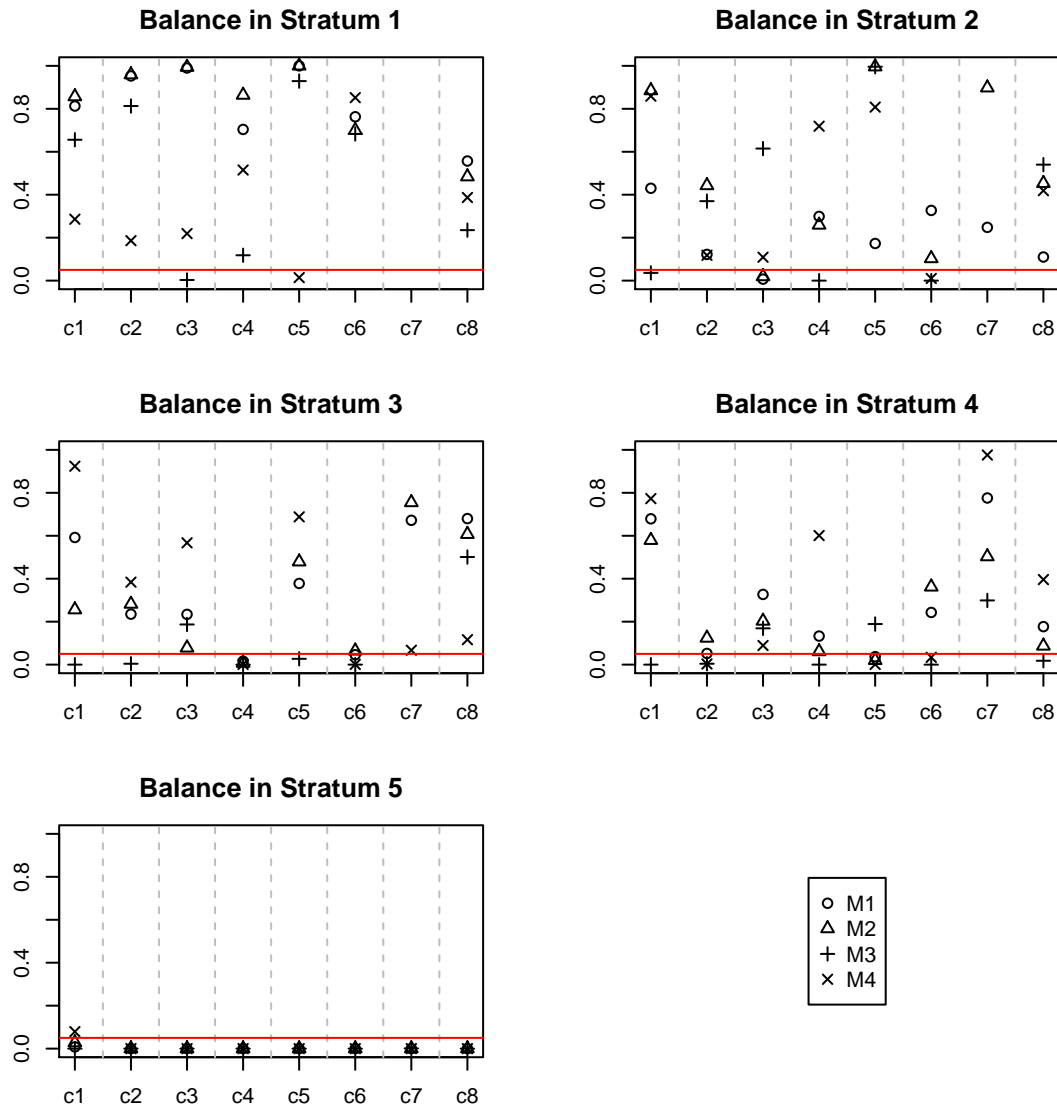 Balance in Stratum 1
0.8
0.4
0.0
c1 c2 c3 c4 c5 c6 c7 c8
Balance in Stratum 2
0.8
0.4
0.0
c1 c2 c3 c4 c5 c6 c7 c8
Balance in Stratum 3
0.8
0.4
0.0
c1 c2 c3 c4 c5 c6 c7 c8
Balance in Stratum 4
0.8
0.4
0.0
c1 c2 c3 c4 c5 c6 c7 c8
Balance in Stratum 5
0.8
0.4
0.0
c1 c2 c3 c4 c5 c6 c7 c8
M1
M2
M3
M4